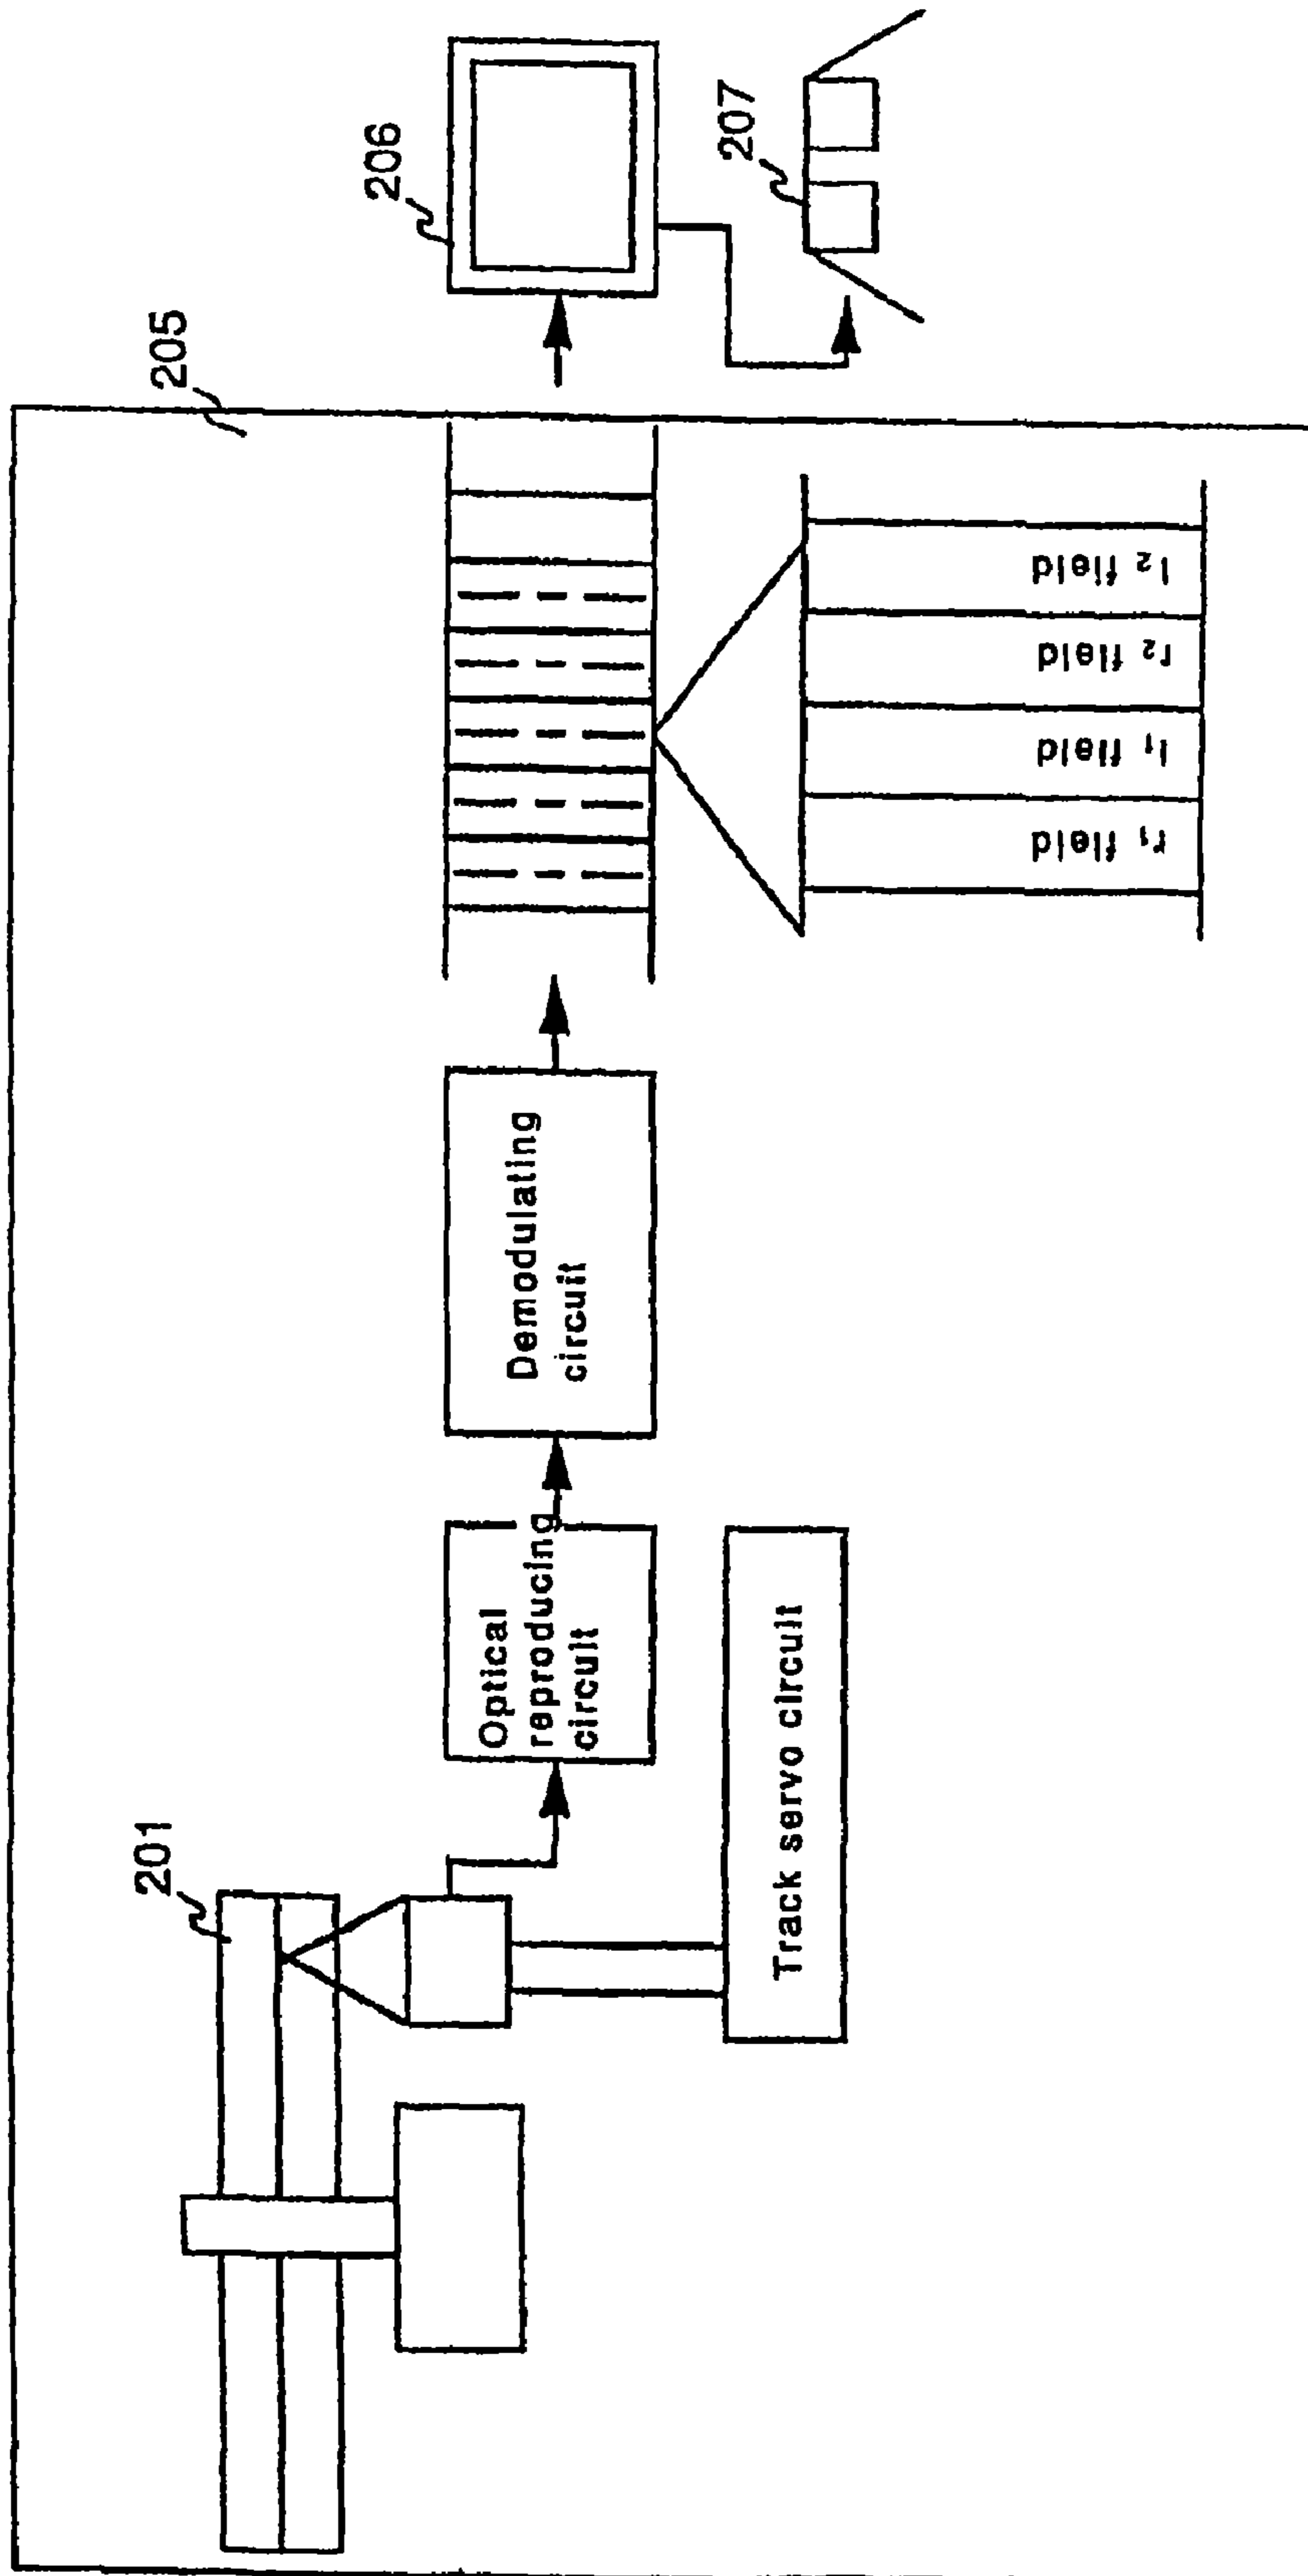 205
201
206
Optical
reproducing
circuit
Demodulating
circuit
207
Track servo circuit
r₁ field
l₁ field
r₂ field
l₂ field